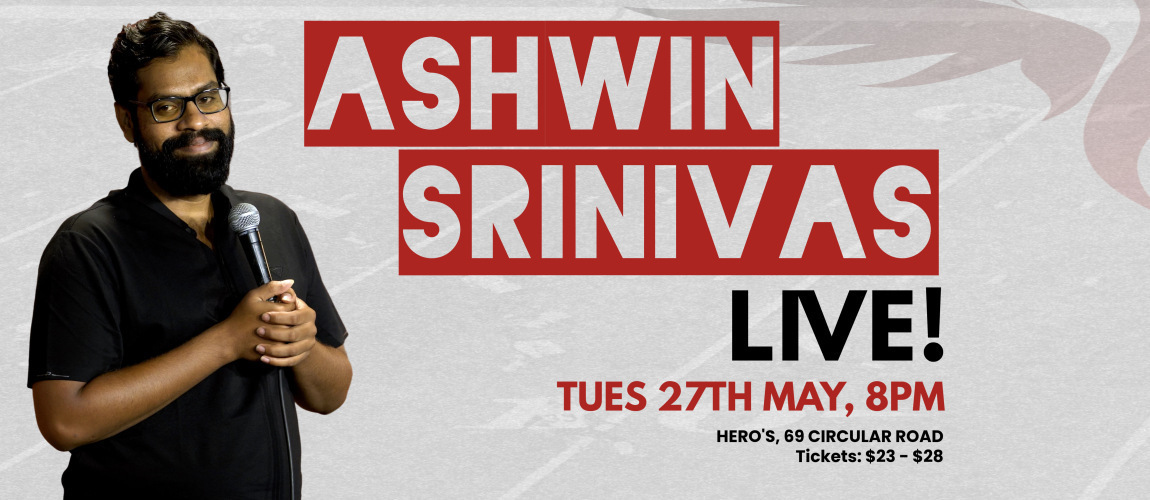 ASHWIN
SRINIVAS
LIVE!
TUES 27TH MAY, 8PM
HERO'S, 69 CIRCULAR ROAD
Tickets: $23 - $28